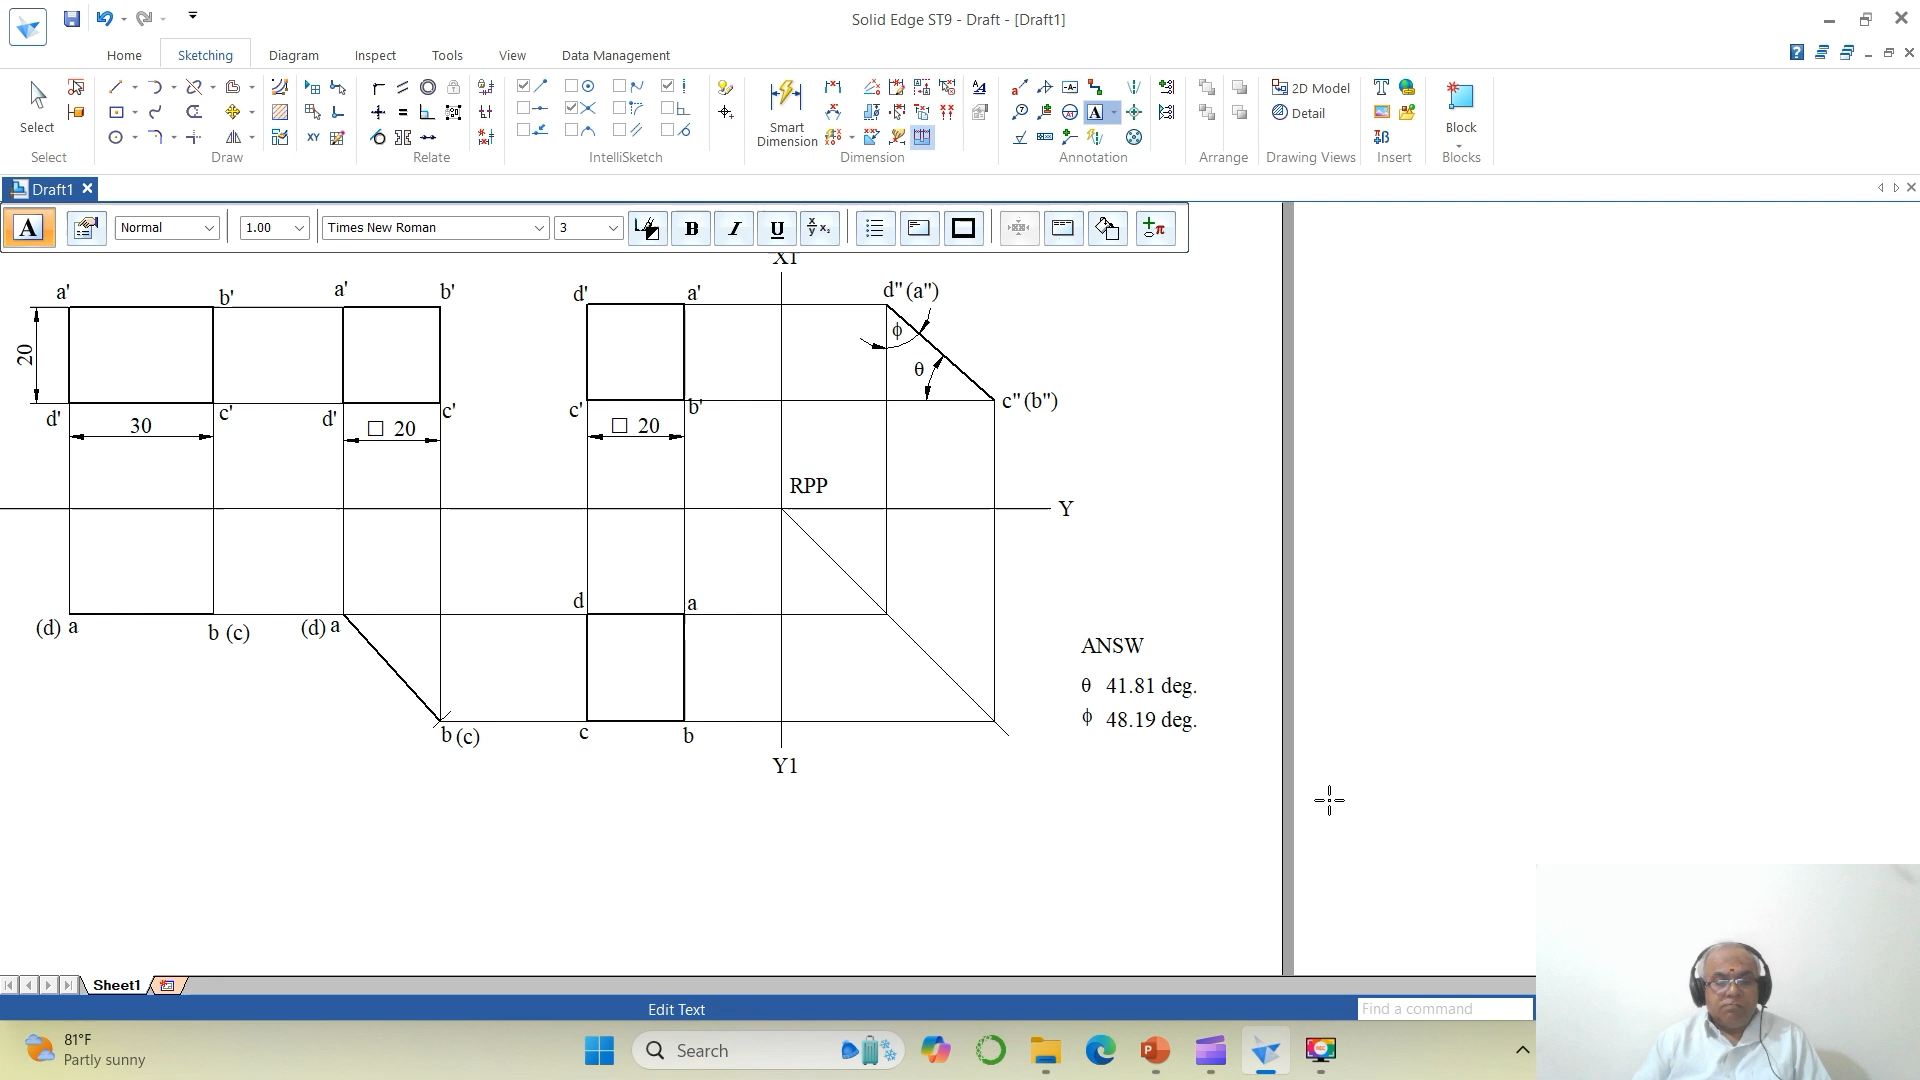 Solid Edge ST9 - Draft - [Draft1]
Home
Sketching
Diagram
Inspect
Tools
View
Data Management
Select
Select
Draw
Relate
IntelliSketch
Smart
Dimension
Dimension
Annotation
Arrange
2D Model
Detail
Drawing Views
Insert
Block
Blocks
Draft1
Normal
1.00
Times New Roman
3
B
I
U
X1
a'
b'
a'
b'
d'
a'
d"(a")
20
ϕ
θ
d'
c'
d'
c'
c'
b'
c"(b")
30
□ 20
□ 20
RPP
Y
d
a
(d) a
b (c)
(d) a
b (c)
c
b
Y1
ANSW
θ 41.81 deg.
ϕ 48.19 deg.
Sheet1
Edit Text
Find a command
81°F
Partly sunny
Search